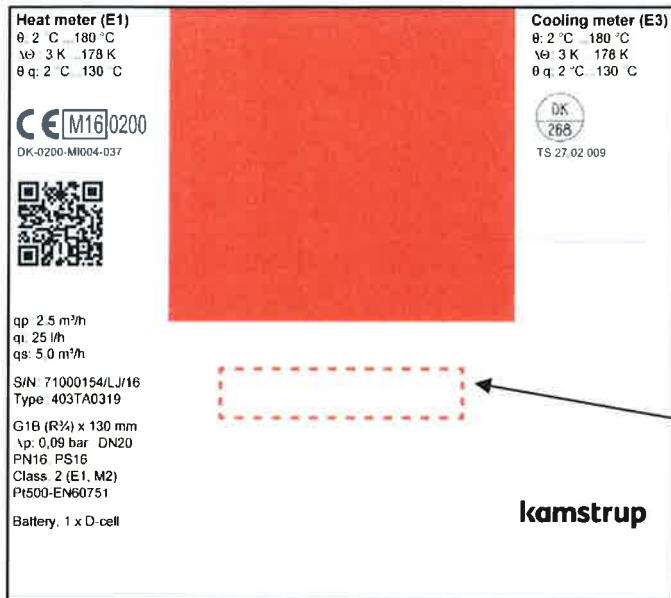 Heat meter (E1)
θ: 2 °C ...180 °C
ΔΘ: 3 K ...178 K
θ q: 2 °C...130 °C
CE M16 0200
DK-0200-MI004-037
qp: 2.5 m³/h
qi: 25 l/h
qs: 5.0 m³/h
S/N: 71000154/LJ/16
Type: 403TA0319
G1B (R¾) x 130 mm
Δp: 0,09 bar DN20
PN16, PS16
Class: 2 (E1, M2)
Pt500-EN60751
Battery, 1 x D-cell
Cooling meter (E3)
θ: 2 °C ...180 °C
ΔΘ: 3 K 178 K
θ q: 2 °C...130 °C
DK
268
TS 27.02 009
kamstrup